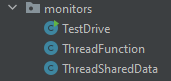 monitors
TestDrive
ThreadFunction
ThreadSharedData